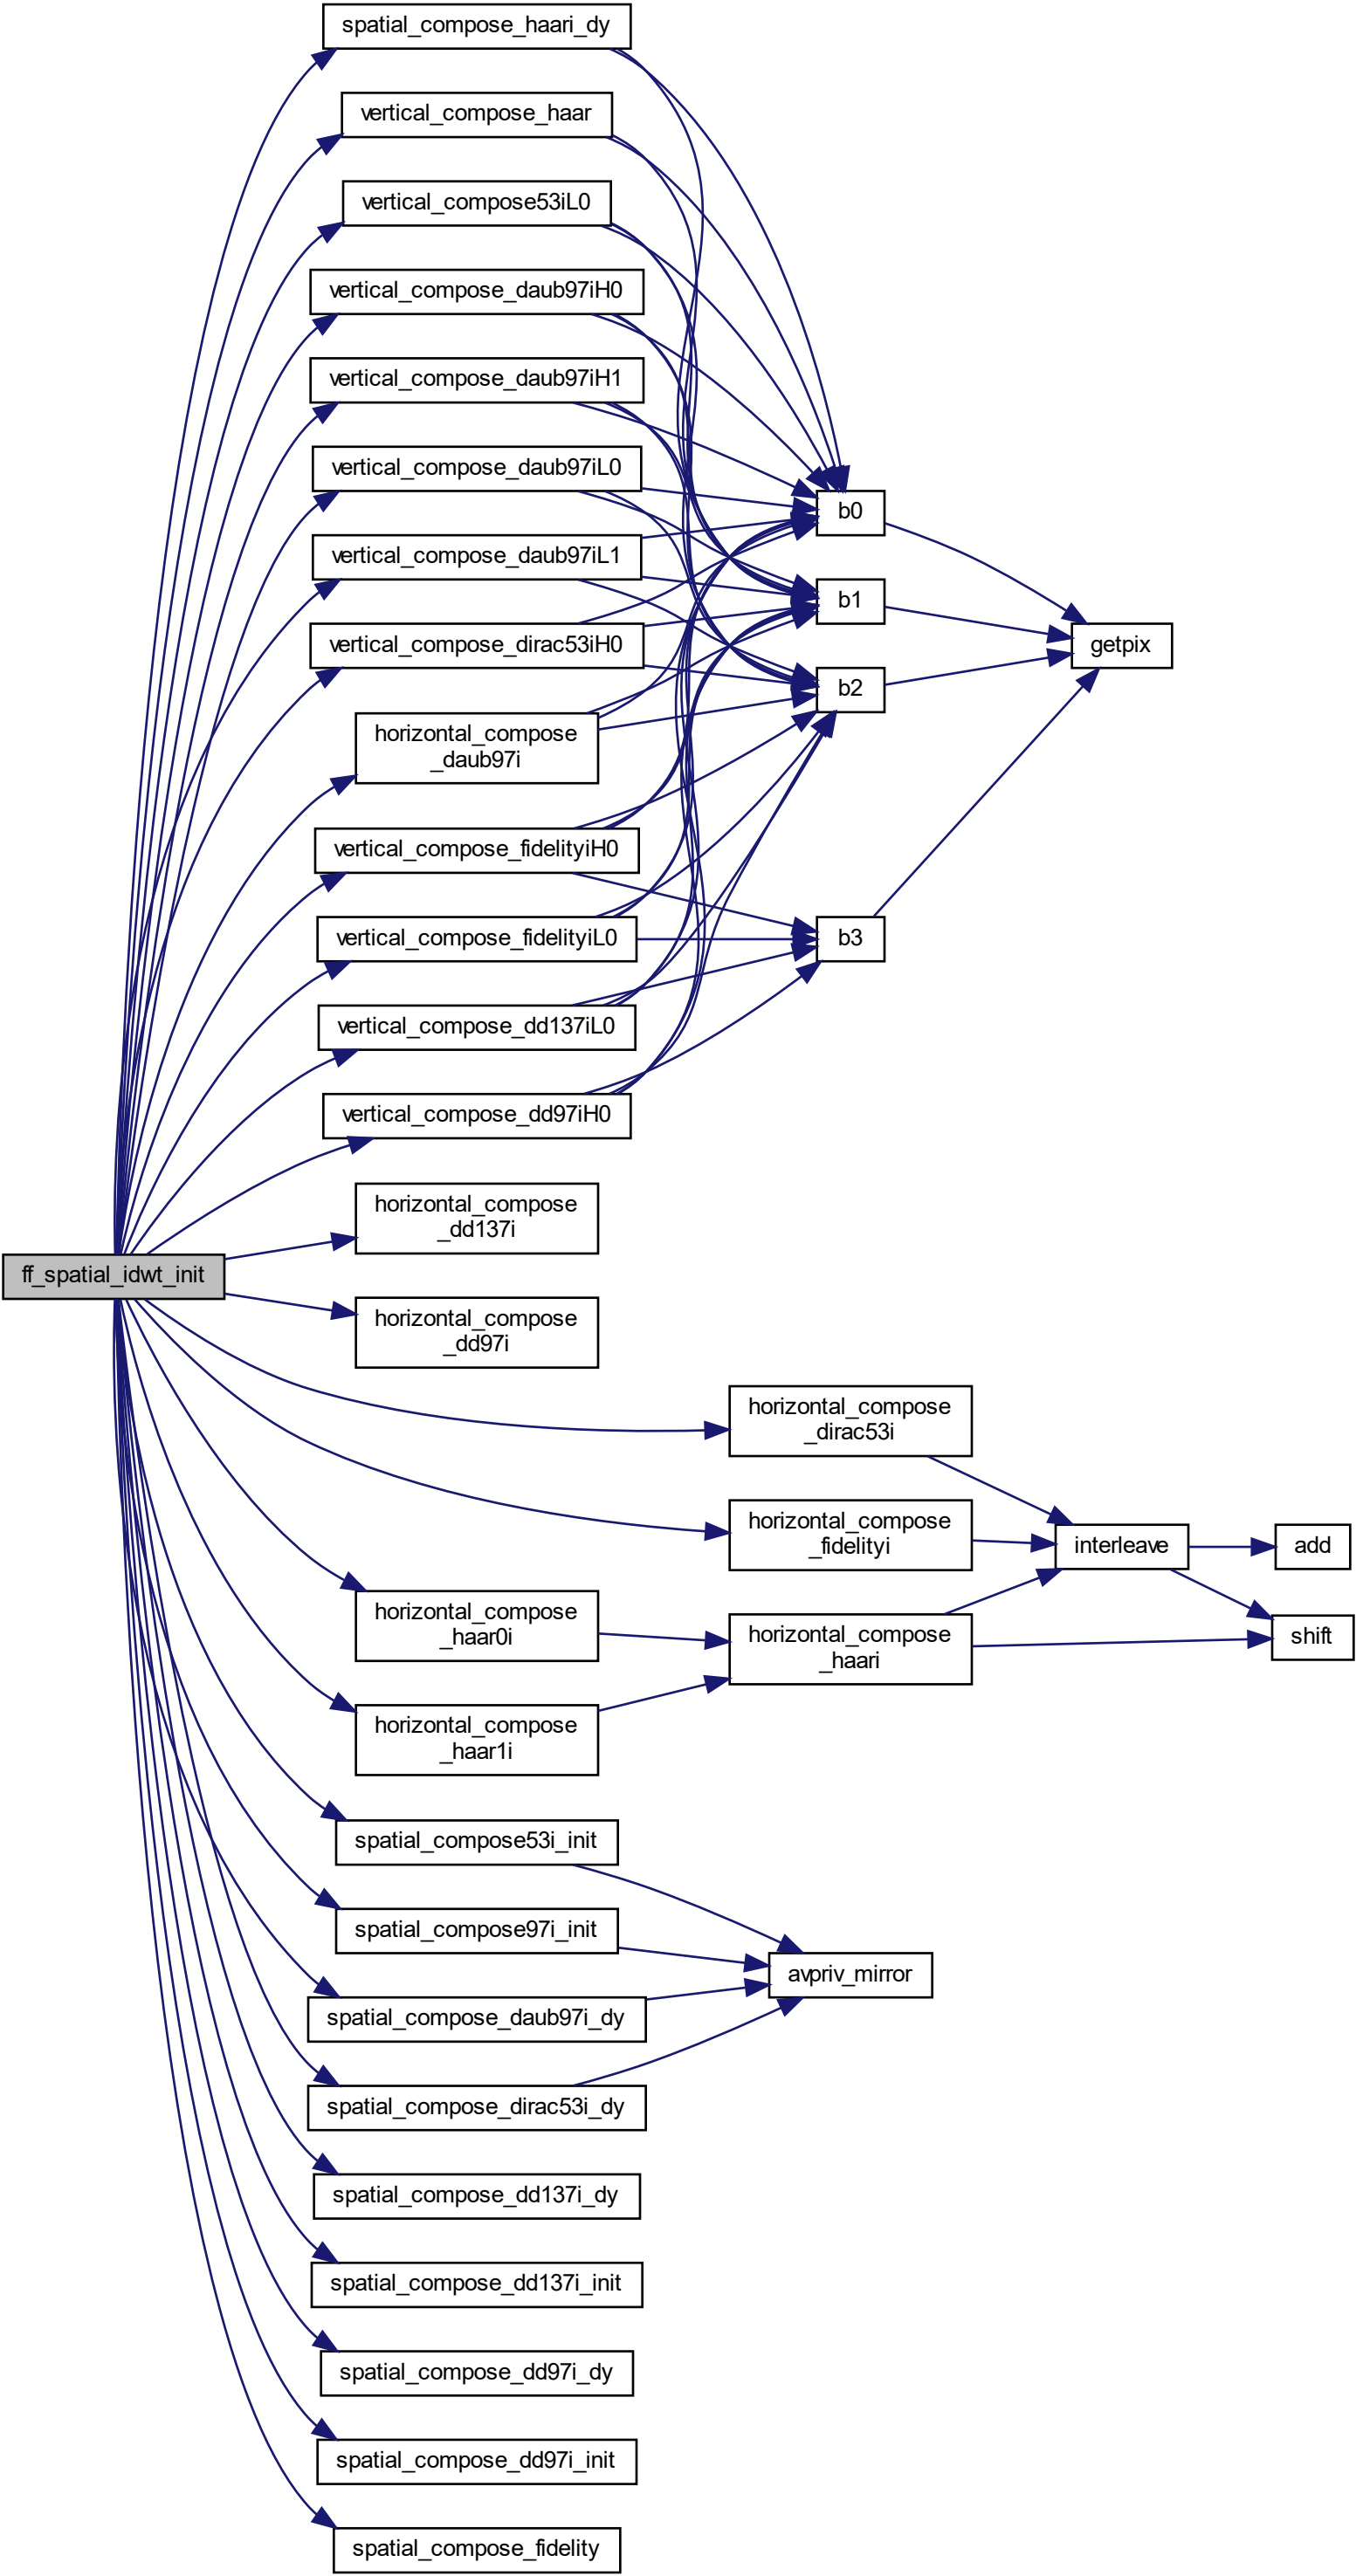 spatial_compose_haari_dy
vertical_compose_haar
vertical_compose53iL0
vertical_compose_daub97iH0
vertical_compose_daub97iH1
vertical_compose_daub97iL0
b0
vertical_compose_daub97iL1
b1
vertical_compose_dirac53iH0
getpix
b2
horizontal_compose
_daub97i
vertical_compose_fidelityiH0
vertical_compose_fidelityiL0
b3
vertical_compose_dd137iL0
vertical_compose_dd97iH0
horizontal_compose
_dd137i
ff_spatial_idwt_init
horizontal_compose
_dd97i
horizontal_compose
_dirac53i
horizontal_compose
_fidelityi
interleave
add
horizontal_compose
_haar0i
horizontal_compose
_haari
shift
horizontal_compose
_haar1i
spatial_compose53i_init
spatial_compose97i_init
avpriv_mirror
spatial_compose_daub97i_dy
spatial_compose_dirac53i_dy
spatial_compose_dd137i_dy
spatial_compose_dd137i_init
spatial_compose_dd97i_dy
spatial_compose_dd97i_init
spatial_compose_fidelity